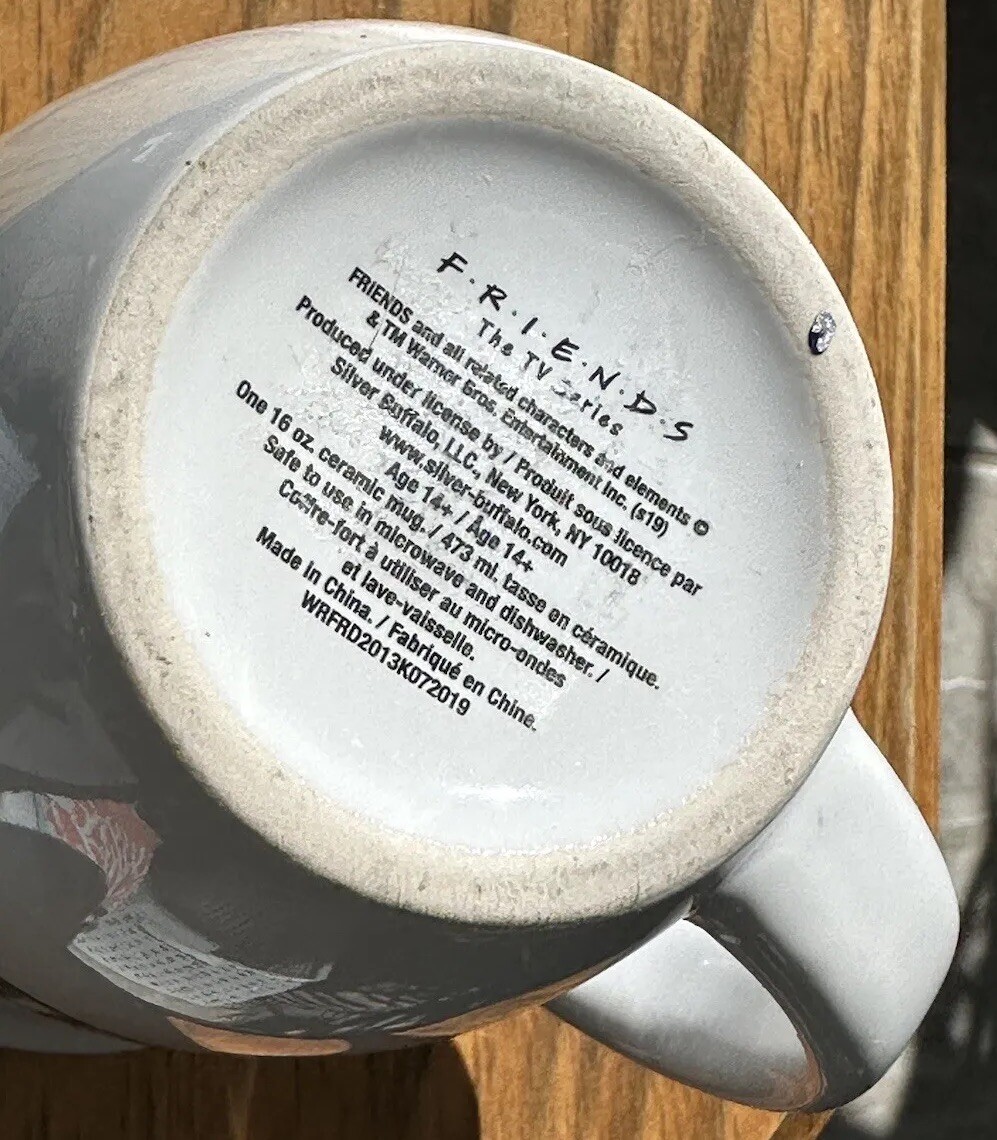 F·R·I·E·N·D·S
The TV Series
FRIENDS and all related characters and elements ©
& TM Warner Bros. Entertainment Inc. (s19)
Produced under license by / Produit sous licence par
Silver Buffalo, LLC., New York, NY 10018
www.silver-buffalo.com
Age 14+ / Âge 14+
One 16 oz. ceramic mug. / 473 ml. tasse en céramique.
Safe to use in microwave and dishwasher. /
Coffre-fort à utiliser au micro-ondes
et lave-vaisselle.
Made in China. / Fabriqué en Chine.
WRFRD2013K072019